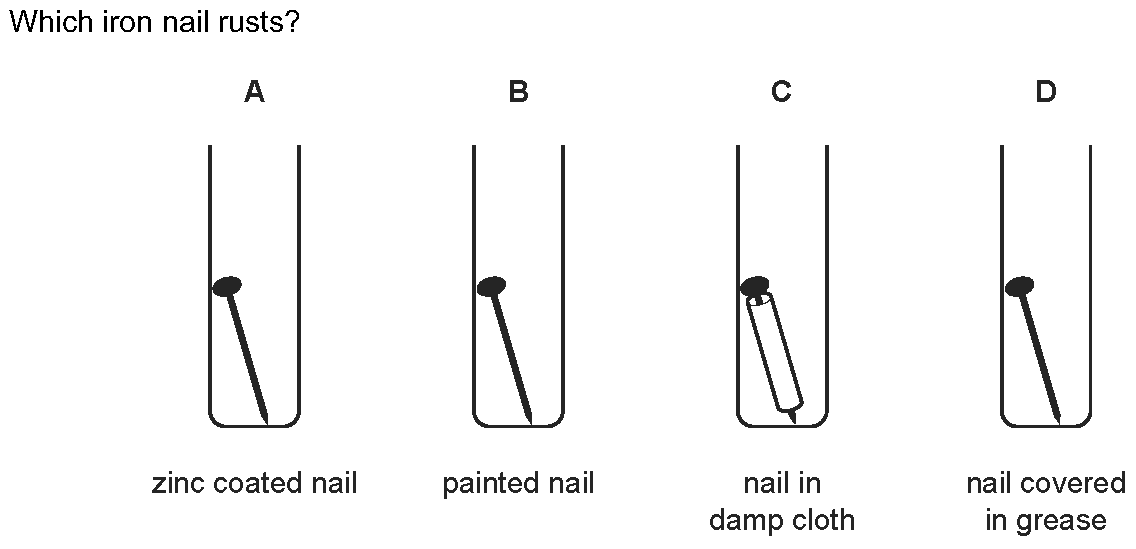 Which iron nail rusts?
A B C D
zinc coated nail painted nail nail in damp cloth nail covered in grease